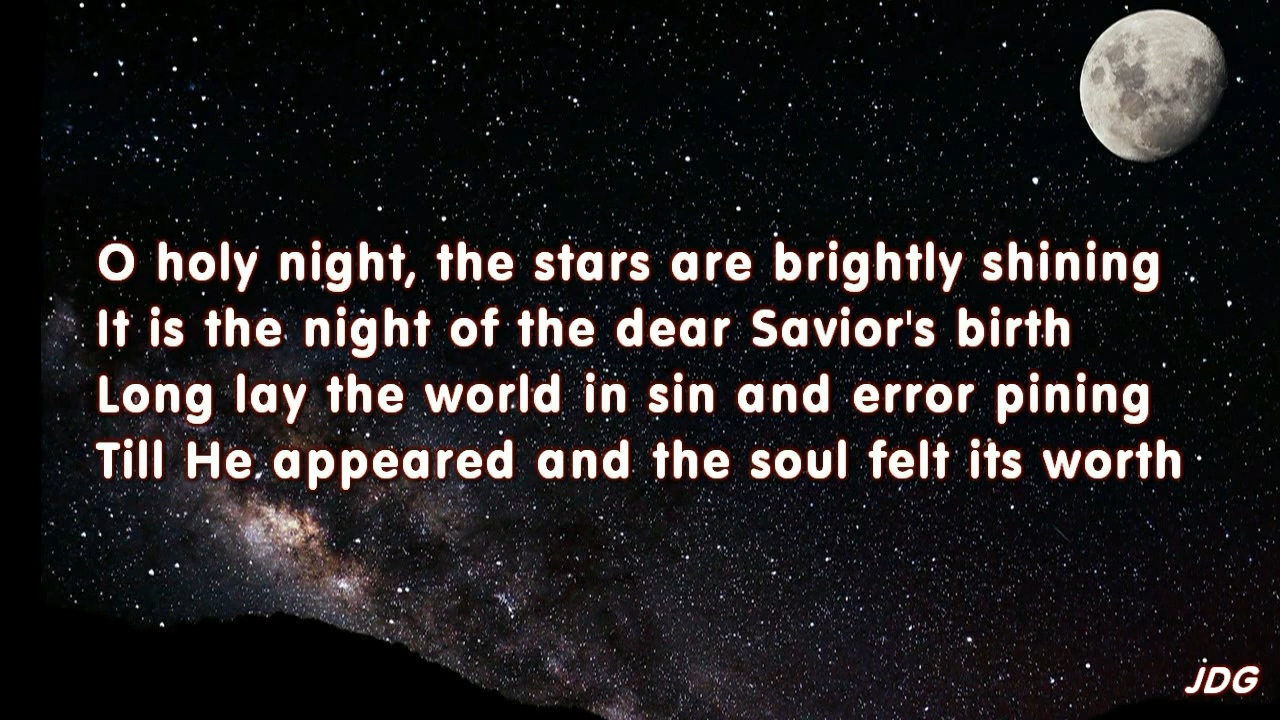 O holy night, the stars are brightly shining
It is the night of the dear Savior's birth
Long lay the world in sin and error pining
Till He appeared and the soul felt its worth
JDG